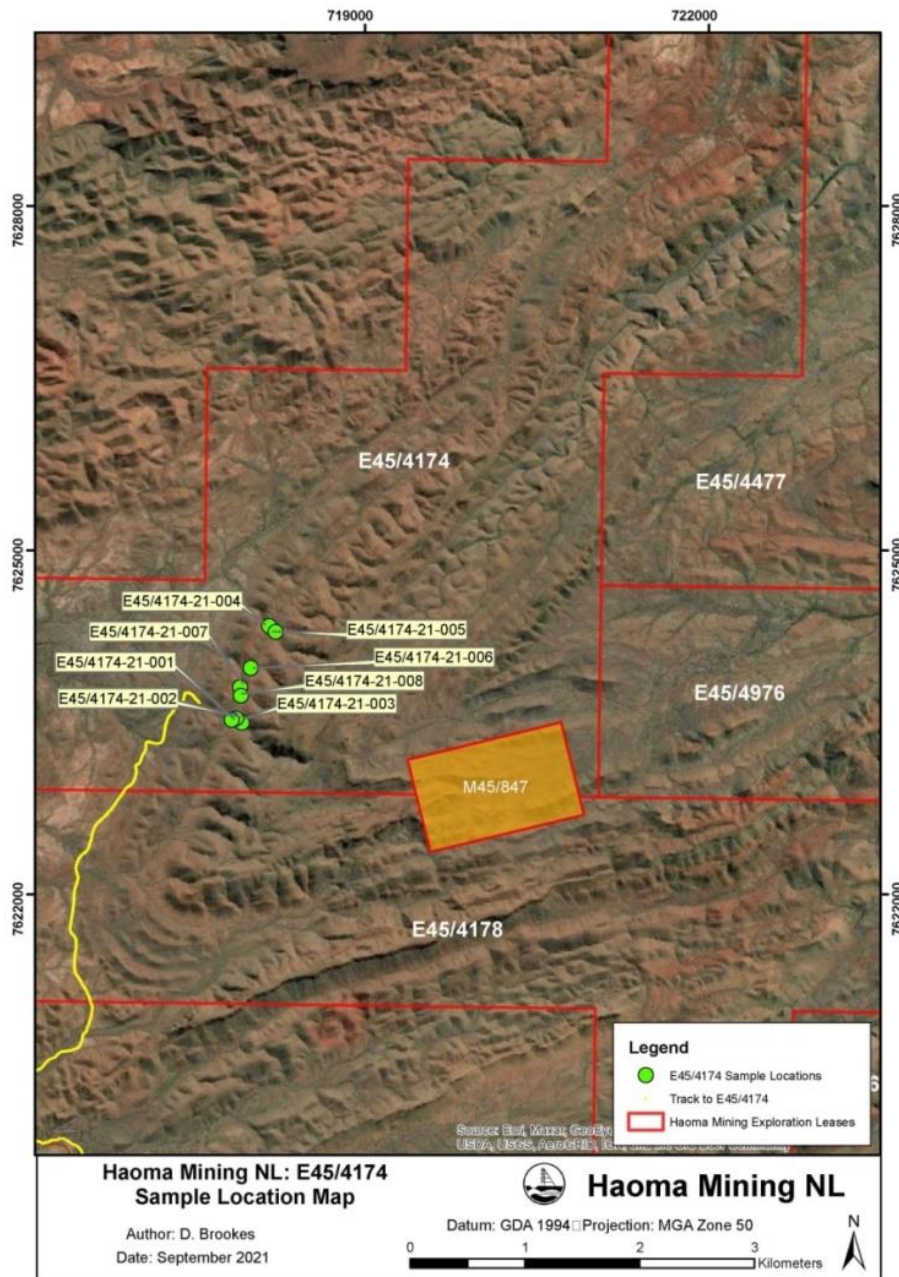 719000
722000
7628000
7628000
E45/4174
E45/4477
7625000
7625000
E45/4174-21-004
E45/4174-21-007
E45/4174-21-005
E45/4174-21-001
E45/4174-21-006
E45/4174-21-008
E45/4174-21-002
E45/4174-21-003
E45/4976
M45/847
7622000
7622000
E45/4178
Legend
E45/4174 Sample Locations
Track to E45/4174
Haoma Mining Exploration Leases
6
Source: Esri, Maxar, GeoEye
USDA, USGS, AeroGRID, IGN,
Haoma Mining NL: E45/4174
Sample Location Map
Author: D. Brookes
Date: September 2021
Haoma Mining NL
Datum: GDA 1994□Projection: MGA Zone 50
N
0 1 2 3
Kilometers